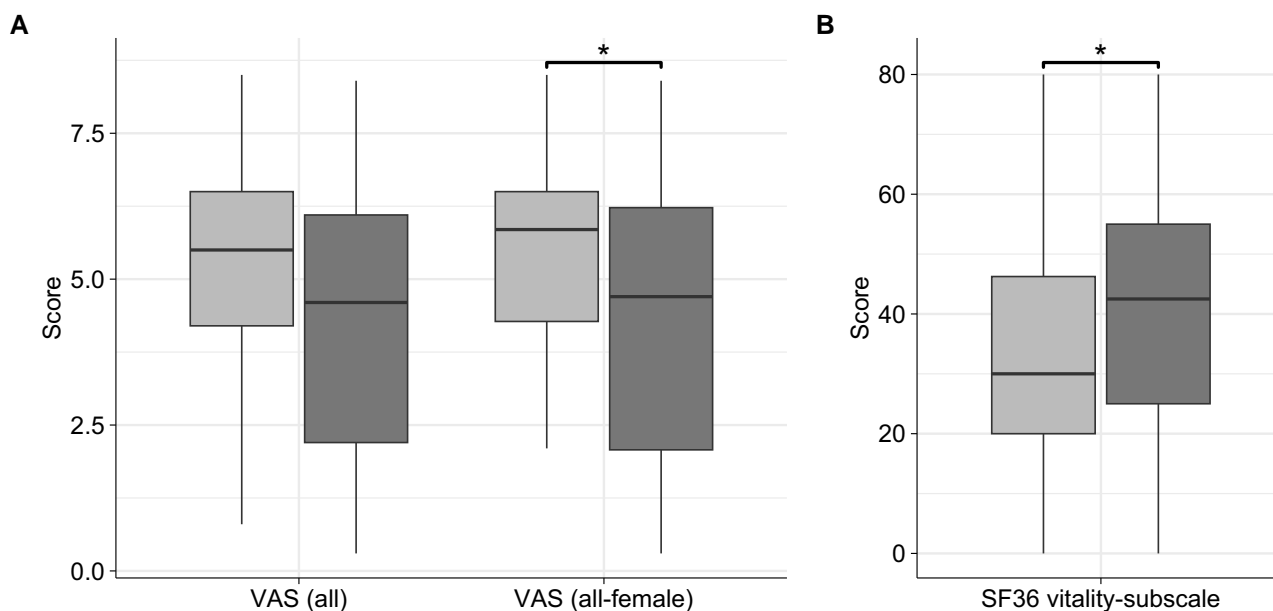 A
Score
7.5
5.0
2.5
0.0
*
VAS (all)
VAS (all-female)
B
Score
80
60
40
20
0
*
SF36 vitality-subscale